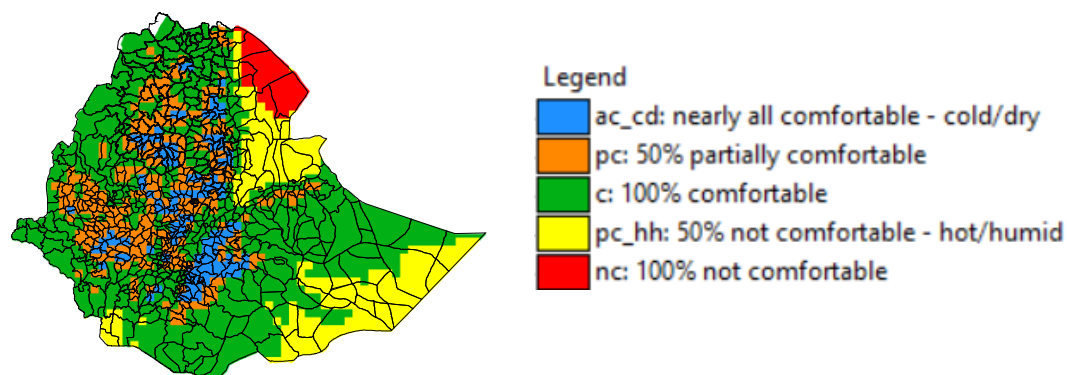 Legend
ac_cd: nearly all comfortable - cold/dry
pc: 50% partially comfortable
c: 100% comfortable
pc_hh: 50% not comfortable - hot/humid
nc: 100% not comfortable